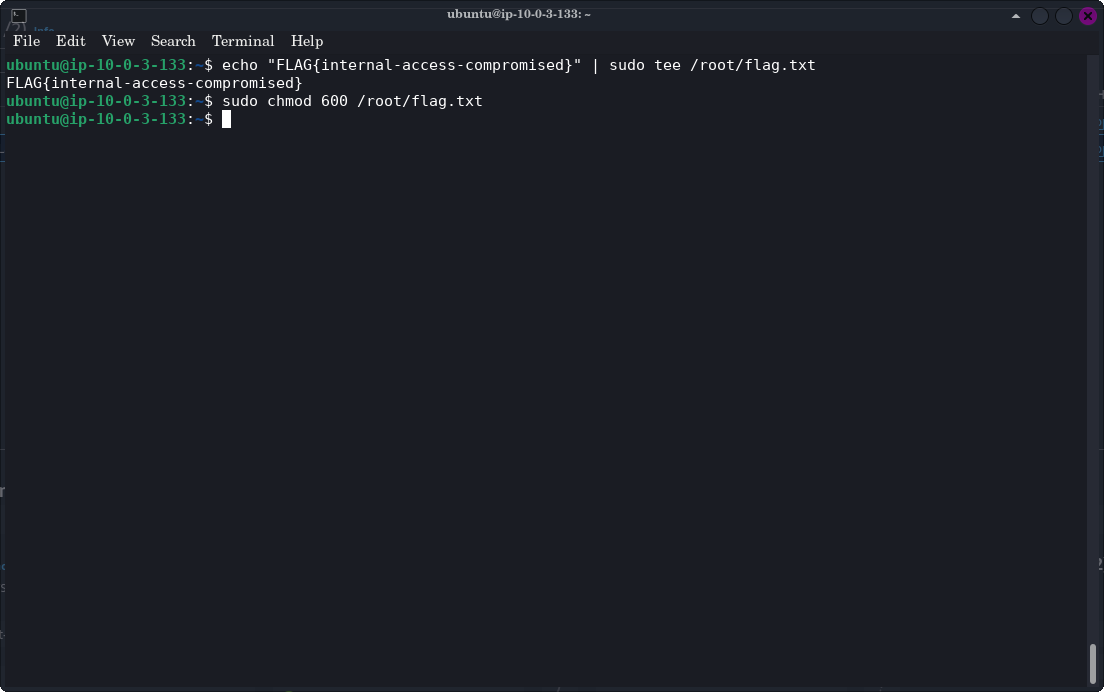 ubuntu@ip-10-0-3-133: ~
File Edit View Search Terminal Help
ubuntu@ip-10-0-3-133:~$ echo "FLAG{internal-access-compromised}" | sudo tee /root/flag.txt
FLAG{internal-access-compromised}
ubuntu@ip-10-0-3-133:~$ sudo chmod 600 /root/flag.txt
ubuntu@ip-10-0-3-133:~$